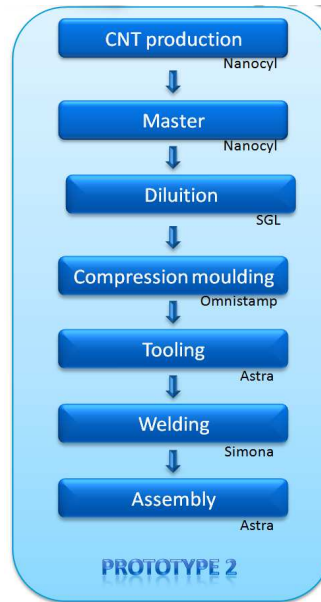 CNT production
Nanocyl
Master
Nanocyl
Diluition
SGL
Compression moulding
Omnistamp
Tooling
Astra
Welding
Simona
Assembly
Astra
PROTOTYPE 2